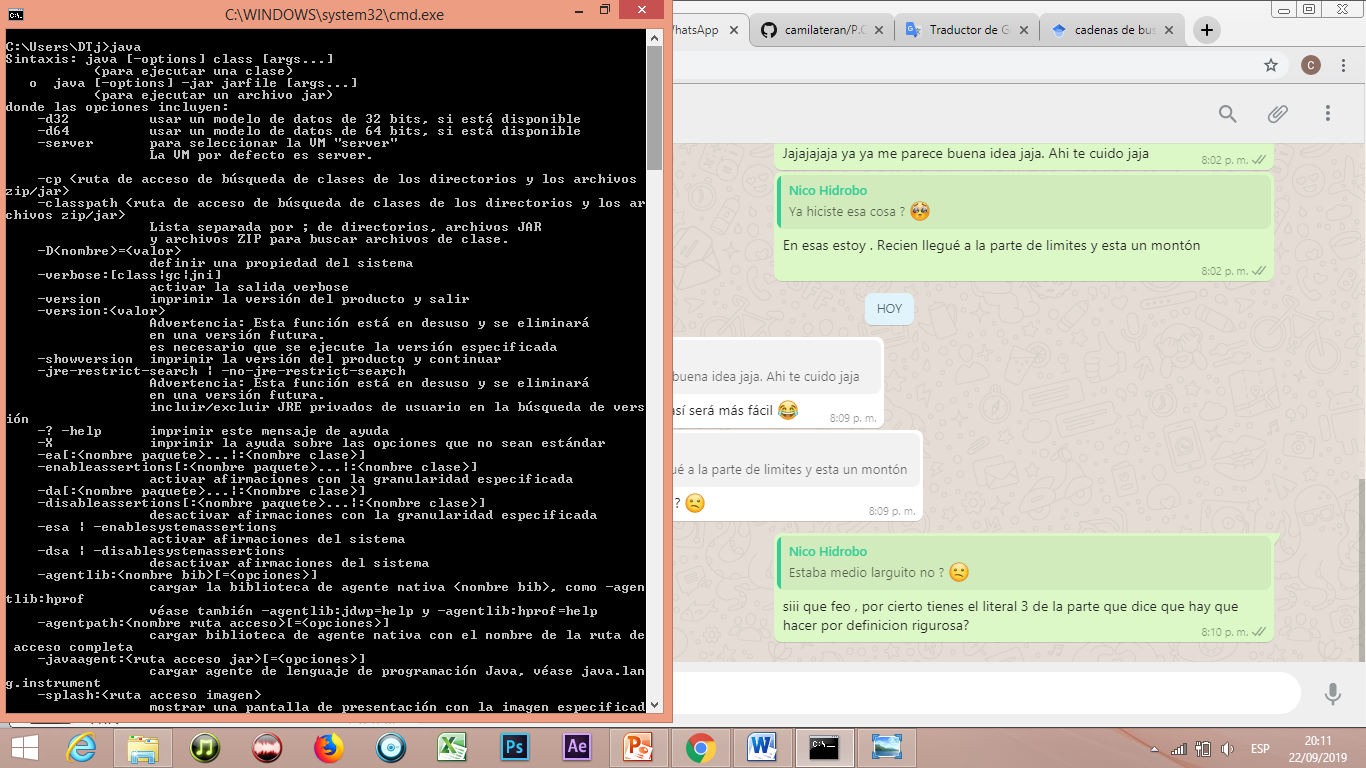 C:\WINDOWS\system32\cmd.exe
C:\Users\DTj>java
Sintaxis: java [-options] class [args...]
(para ejecutar una clase)
o java [-options] -jar jarfile [args...]
(para ejecutar un archivo jar)
donde las opciones incluyen:
-d32 usar un modelo de datos de 32 bits, si está disponible
-d64 usar un modelo de datos de 64 bits, si está disponible
-server para seleccionar la VM "server"
La VM por defecto es server.
-cp <ruta de acceso de búsqueda de clases de los directorios y los archivos
zip/jar>
-classpath <ruta de acceso de búsqueda de clases de los directorios y los ar
chivos zip/jar>
Lista separada por ; de directorios, archivos JAR
y archivos ZIP para buscar archivos de clase.
-D<nombre>=<valor>
definir una propiedad del sistema
-verbose:[class|gc|jni]
activar la salida verbose
-version imprimir la versión del producto y salir
-version:<valor>
Advertencia: Esta función está en desuso y se eliminará
en una versión futura.
es necesario que se ejecute la versión especificada
-showversion imprimir la versión del producto y continuar
-jre-restrict-search | -no-jre-restrict-search
Advertencia: Esta función está en desuso y se eliminará
en una versión futura.
incluir/excluir JRE privados de usuario en la búsqueda de vers
ión
-? -help imprimir este mensaje de ayuda
-X imprimir la ayuda sobre las opciones que no sean estándar
-ea[:<nombre paquete>...|:<nombre clase>]
-enableassertions[:<nombre paquete>...|:<nombre clase>]
activar afirmaciones con la granularidad especificada
-da[:<nombre paquete>...|:<nombre clase>]
-disableassertions[:<nombre paquete>...|:<nombre clase>]
desactivar afirmaciones con la granularidad especificada
-esa | -enablesystemassertions
activar afirmaciones del sistema
-dsa | -disablesystemassertions
desactivar afirmaciones del sistema
-agentlib:<nombre bib>[=<opciones>]
cargar la biblioteca de agente nativa <nombre bib>, como -agen
tlib:hprof
véase también -agentlib:jdwp=help y -agentlib:hprof=help
-agentpath:<nombre ruta acceso>[=<opciones>]
cargar biblioteca de agente nativa con el nombre de la ruta de
acceso completa
-javaagent:<ruta acceso jar>[=<opciones>]
cargar agente de lenguaje de programación Java, véase java.lan
g.instrument
-splash:<ruta acceso imagen>
mostrar una pantalla de presentación con la imagen especificad
hatsApp
camilateran/P.C
Traductor de G
cadenas de bus
C
Jajajajaja ya ya me parece buena idea jaja. Ahi te cuido jaja
8:02 p. m.
Nico Hidrobo
Ya hiciste esa cosa ? 🥺
En esas estoy . Recien llegué a la parte de limites y esta un montón
8:02 p. m.
HOY
buena idea jaja. Ahi te cuido jaja
así será más fácil 😂
8:09 p. m.
ué a la parte de limites y esta un montón
? 🙁
8:09 p. m.
Nico Hidrobo
Estaba medio larguito no ? 🙁
siii que feo , por cierto tienes el literal 3 de la parte que dice que hay que
hacer por definicion rigurosa?
8:10 p. m.
Ps
Ae
ESP
20:11
22/09/2019